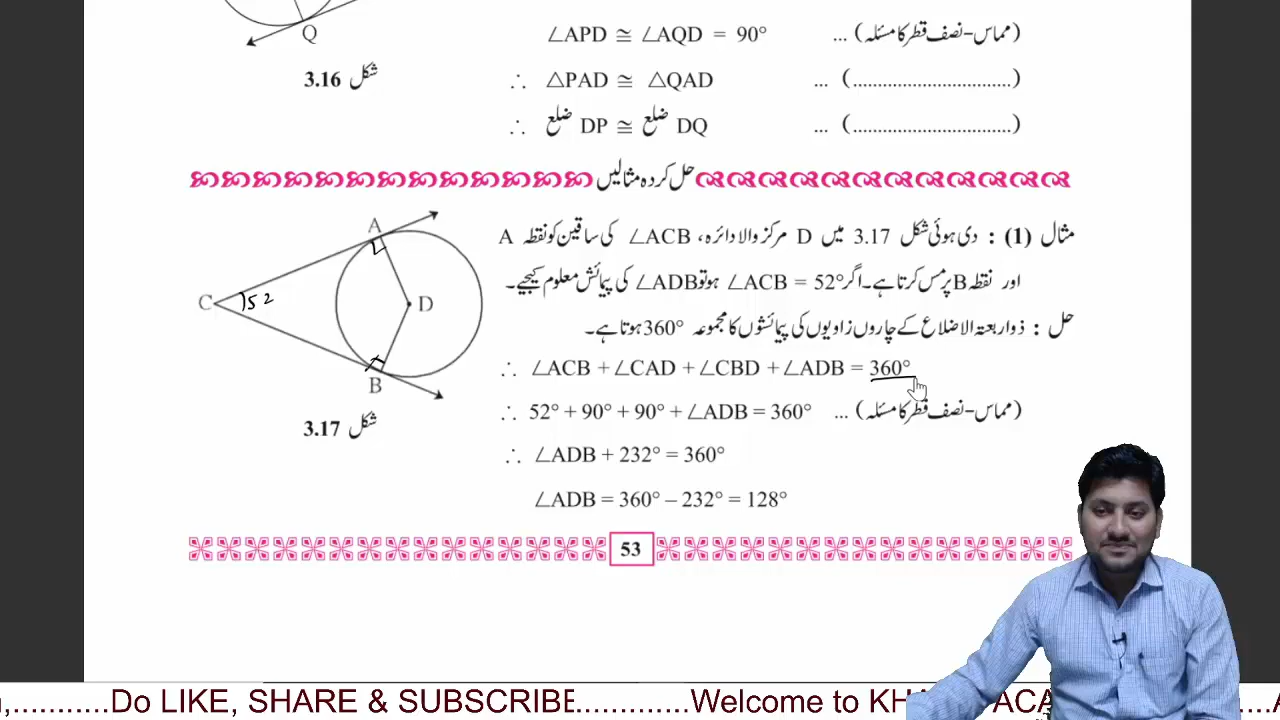 Q
شکل 3.16
∠APD ≅ ∠AQD = 90° ... (مماس-نصف قطر کا مسئلہ)
∴ △PAD ≅ △QAD ... (................................)
∴ ضلع DP ≅ ضلع DQ ... (................................)
حل کردہ مثالیں
A
C
52
D
B
شکل 3.17
مثال (1) : دی ہوئی شکل 3.17 میں D مرکز والا دائرہ، ∠ACB کی ساقین کو نقطہ A
اور نقطہ B پر مس کرتا ہے۔ اگر ∠ACB = 52° ہو تو ∠ADB کی پیمائش معلوم کیجیے۔
حل : ذواربعۃ الاضلاع کے چاروں زاویوں کی پیمائشوں کا مجموعہ 360° ہوتا ہے۔
∴ ∠ACB + ∠CAD + ∠CBD + ∠ADB = 360°
∴ 52° + 90° + 90° + ∠ADB = 360° ... (مماس-نصف قطر کا مسئلہ)
∴ ∠ADB + 232° = 360°
∠ADB = 360° – 232° = 128°
53
,..........Do LIKE, SHARE & SUBSCRIBE.............Welcome to KH